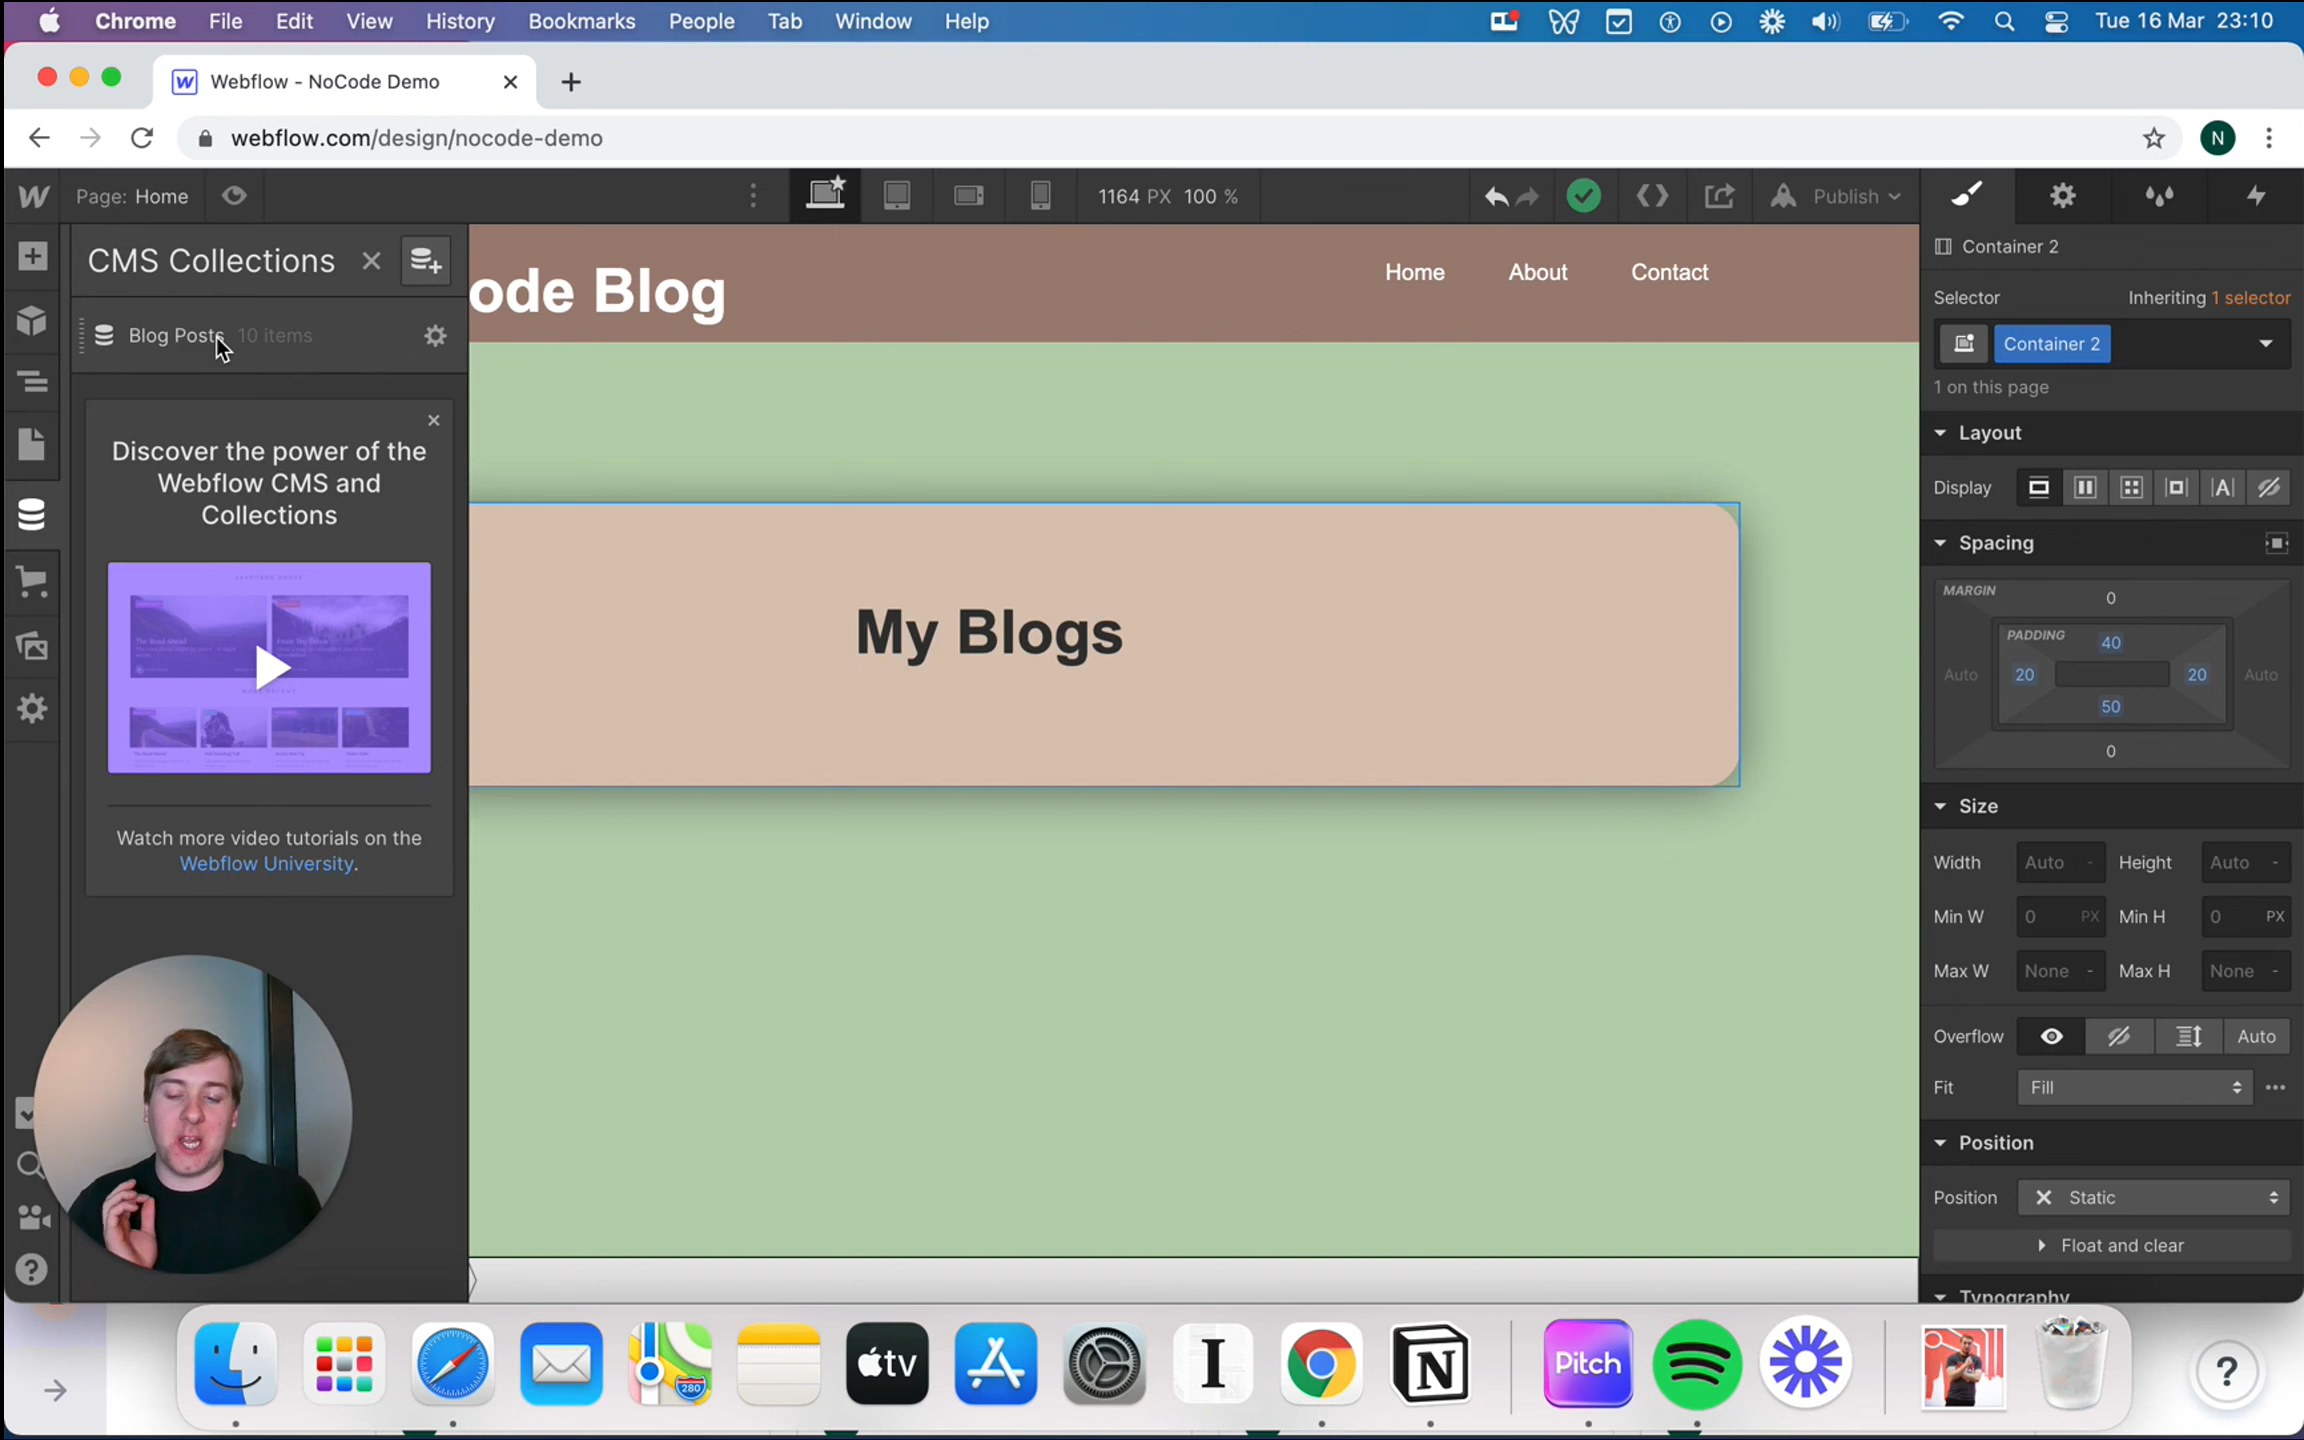 Chrome File Edit View History Bookmarks People Tab Window Help Tue 16 Mar 23:10
Webflow - NoCode Demo
webflow.com/design/nocode-demo
N
Page: Home
1164 PX 100 %
Publish
CMS Collections
Blog Posts 10 items
Discover the power of the
Webflow CMS and
Collections
Watch more video tutorials on the
Webflow University.
ode Blog
Home About Contact
My Blogs
Container 2
Selector Inheriting 1 selector
Container 2
1 on this page
Layout
Display
Spacing
MARGIN
0
PADDING
40
Auto 20 20 Auto
50
0
Size
Width Auto - Height Auto -
Min W 0 PX Min H 0 PX
Max W None - Max H None -
Overflow Auto
Fit Fill
Position
Position Static
Float and clear
Typography
280
tv
I
N
Pitch
?